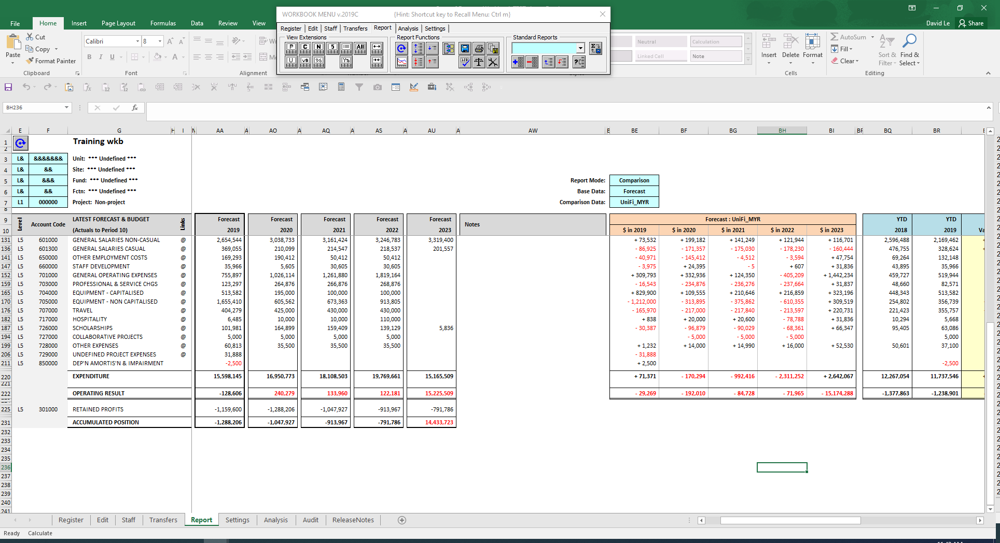 WORKBOOK MENU v.2019C {Hint: Shortcut key to Recall Menu: Ctrl m}
File Home Insert Page Layout Formulas Data Review View
David Le Share
Register Edit Staff Transfers Report Analysis Settings
View Extensions Report Functions Standard Reports
P C N 5 All
U v$ % Ytb
Paste Cut
Copy
Format Painter
Calibri 8
B I U
Neutral Calculation
Linked Cell Note
Insert Delete Format
AutoSum
Fill
Clear
Sort & Filter
Find & Select
Clipboard Font Alignment Cells Editing
BH236 fx
E F G H I N AA A AO A AQ A AS A AU A AW E BE BF BG BH BI BF BQ BR
1 Training wkb
2
3 L& &&&&&&& Unit: *** Undefined ***
4 L& && Site: *** Undefined ***
5 L& &&& Fund: *** Undefined *** Report Mode: Comparison
6 L& && Fctn: *** Undefined *** Base Data: Forecast
7 L1 000000 Project: Non-project Comparison Data: UniFi_MYR
8
9 Level Account Code LATEST FORECAST & BUDGET Links Forecast Forecast Forecast Forecast Forecast Notes Forecast : UniFi_MYR YTD YTD
10 (Actuals to Period 10) 2019 2020 2021 2022 2023 $ in 2019 $ in 2020 $ in 2021 $ in 2022 $ in 2023 2018 2019 Va
131 L5 601000 GENERAL SALARIES NON-CASUAL @ 2,654,544 3,038,733 3,161,424 3,246,783 3,319,400 + 73,532 + 199,182 + 141,249 + 121,944 + 116,701 2,596,488 2,169,462
136 L5 601300 GENERAL SALARIES CASUAL @ 369,055 210,099 214,547 218,537 201,557 - 86,925 - 171,357 - 175,030 - 178,230 - 160,444 476,755 328,624
141 L5 650000 OTHER EMPLOYMENT COSTS @ 169,293 190,412 50,412 50,412 - 40,971 - 145,412 - 4,512 - 3,594 + 47,754 69,264 132,148
147 L5 660000 STAFF DEVELOPMENT @ 35,966 5,605 30,605 30,605 - 3,975 + 24,395 - 5 + 607 + 31,836 43,895 35,966
152 L5 701000 GENERAL OPERATING EXPENSES @ 755,897 1,026,114 1,261,880 1,819,164 + 309,793 + 332,936 + 124,350 - 405,209 + 1,442,234 459,727 519,944
159 L5 703000 PROFESSIONAL & SERVICE CHGS @ 123,297 264,876 266,876 268,876 - 16,543 - 234,876 - 236,276 - 237,664 + 31,837 48,660 82,571
165 L5 704000 EQUIPMENT - CAPITALISED @ 513,582 195,000 100,000 100,000 + 829,900 + 109,555 + 210,646 + 216,859 + 323,196 448,343 513,582
170 L5 705000 EQUIPMENT - NON CAPITALISED @ 1,655,410 605,562 673,363 913,805 - 1,212,000 - 313,895 - 375,862 - 610,355 + 309,519 254,802 356,739
176 L5 707000 TRAVEL @ 404,279 425,000 430,000 430,000 - 165,970 - 217,000 - 217,840 - 213,597 + 220,731 221,423 355,757
182 L5 717000 HOSPITALITY @ 6,485 10,000 10,000 110,000 + 838 + 20,000 + 20,600 - 78,788 + 31,836 10,294 5,668
187 L5 726000 SCHOLARSHIPS @ 101,981 164,899 159,409 139,129 5,836 - 30,387 - 96,879 - 90,029 - 68,361 + 66,347 95,405 63,086
194 L5 727000 COLLABORATIVE PROJECTS @ 5,000 5,000 5,000 5,000 - 5,000 - 5,000 - 5,000 5,000
199 L5 728000 OTHER EXPENSES @ 60,813 35,500 35,500 35,500 + 1,232 + 14,000 + 14,990 + 16,000 + 52,530 50,601 37,100
206 L5 729000 UNDEFINED PROJECT EXPENSES @ 31,888 - 31,888
211 L5 850000 DEP'N AMORTIS'N & IMPAIRMENT -2,500 + 2,500 -2,500
220 EXPENDITURE 15,598,145 16,950,773 18,108,503 19,769,661 15,165,509 + 71,371 - 170,294 - 992,416 - 2,311,252 + 2,642,067 12,267,054 11,737,546
221
222 OPERATING RESULT -128,606 240,279 133,960 122,181 15,225,509 - 29,269 - 192,010 - 84,728 - 71,965 - 15,174,288 -1,377,863 -1,238,901
225 L5 301000 RETAINED PROFITS -1,159,600 -1,288,206 -1,047,927 -913,967 -791,786
231 ACCUMULATED POSITION -1,288,206 -1,047,927 -913,967 -791,786 14,433,723
232
233
234
235
236
237
238
239
240
241
Register Edit Staff Transfers Report Settings Analysis Audit ReleaseNotes
Ready Calculate